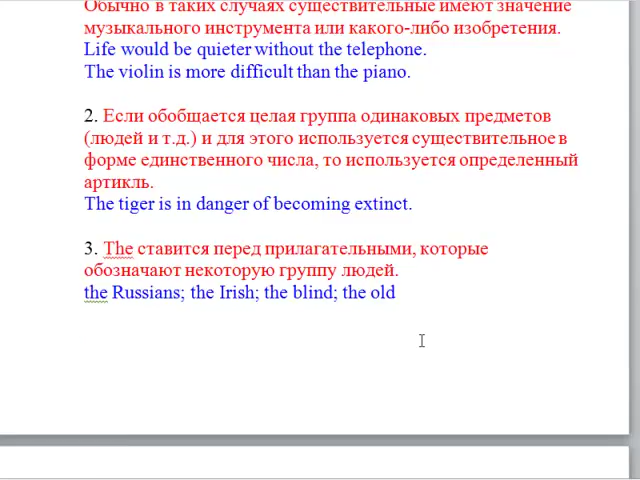 Обычно в таких случаях существительные имеют значение
музыкального инструмента или какого-либо изобретения.
Life would be quieter without the telephone.
The violin is more difficult than the piano.
2. Если обобщается целая группа одинаковых предметов
(людей и т.д.) и для этого используется существительное в
форме единственного числа, то используется определенный
артикль.
The tiger is in danger of becoming extinct.
3. The ставится перед прилагательными, которые
обозначают некоторую группу людей.
the Russians; the Irish; the blind; the old